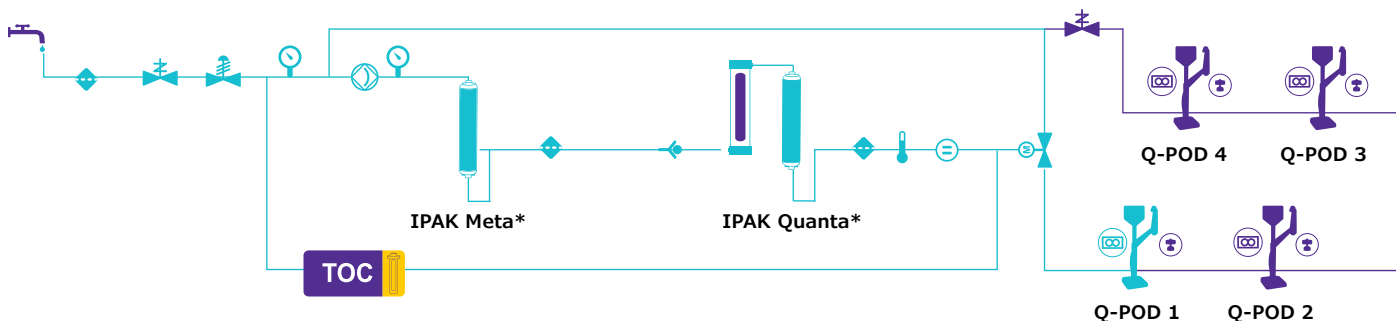 Q-POD 4
Q-POD 3
IPAK Meta*
IPAK Quanta*
TOC
Q-POD 1
Q-POD 2